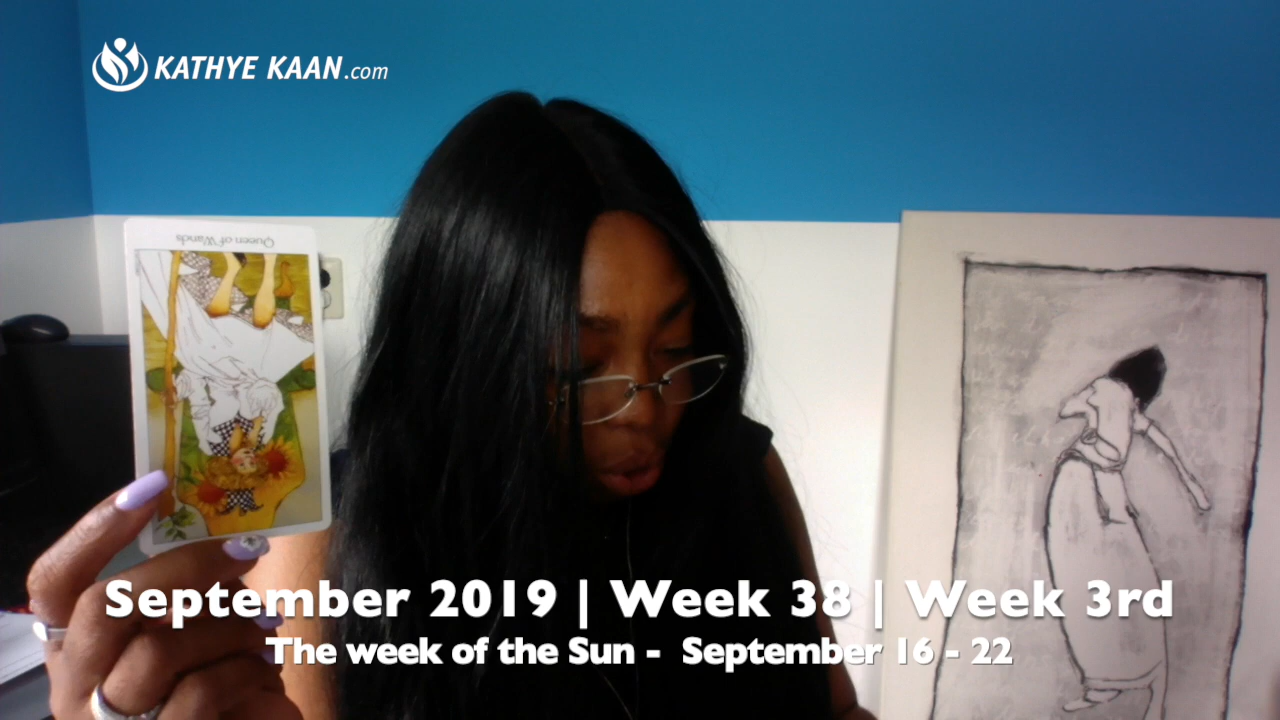 KATHYE KAAN.com
Queen of Wands
September 2019 | Week 38 | Week 3rd
The week of the Sun - September 16 - 22